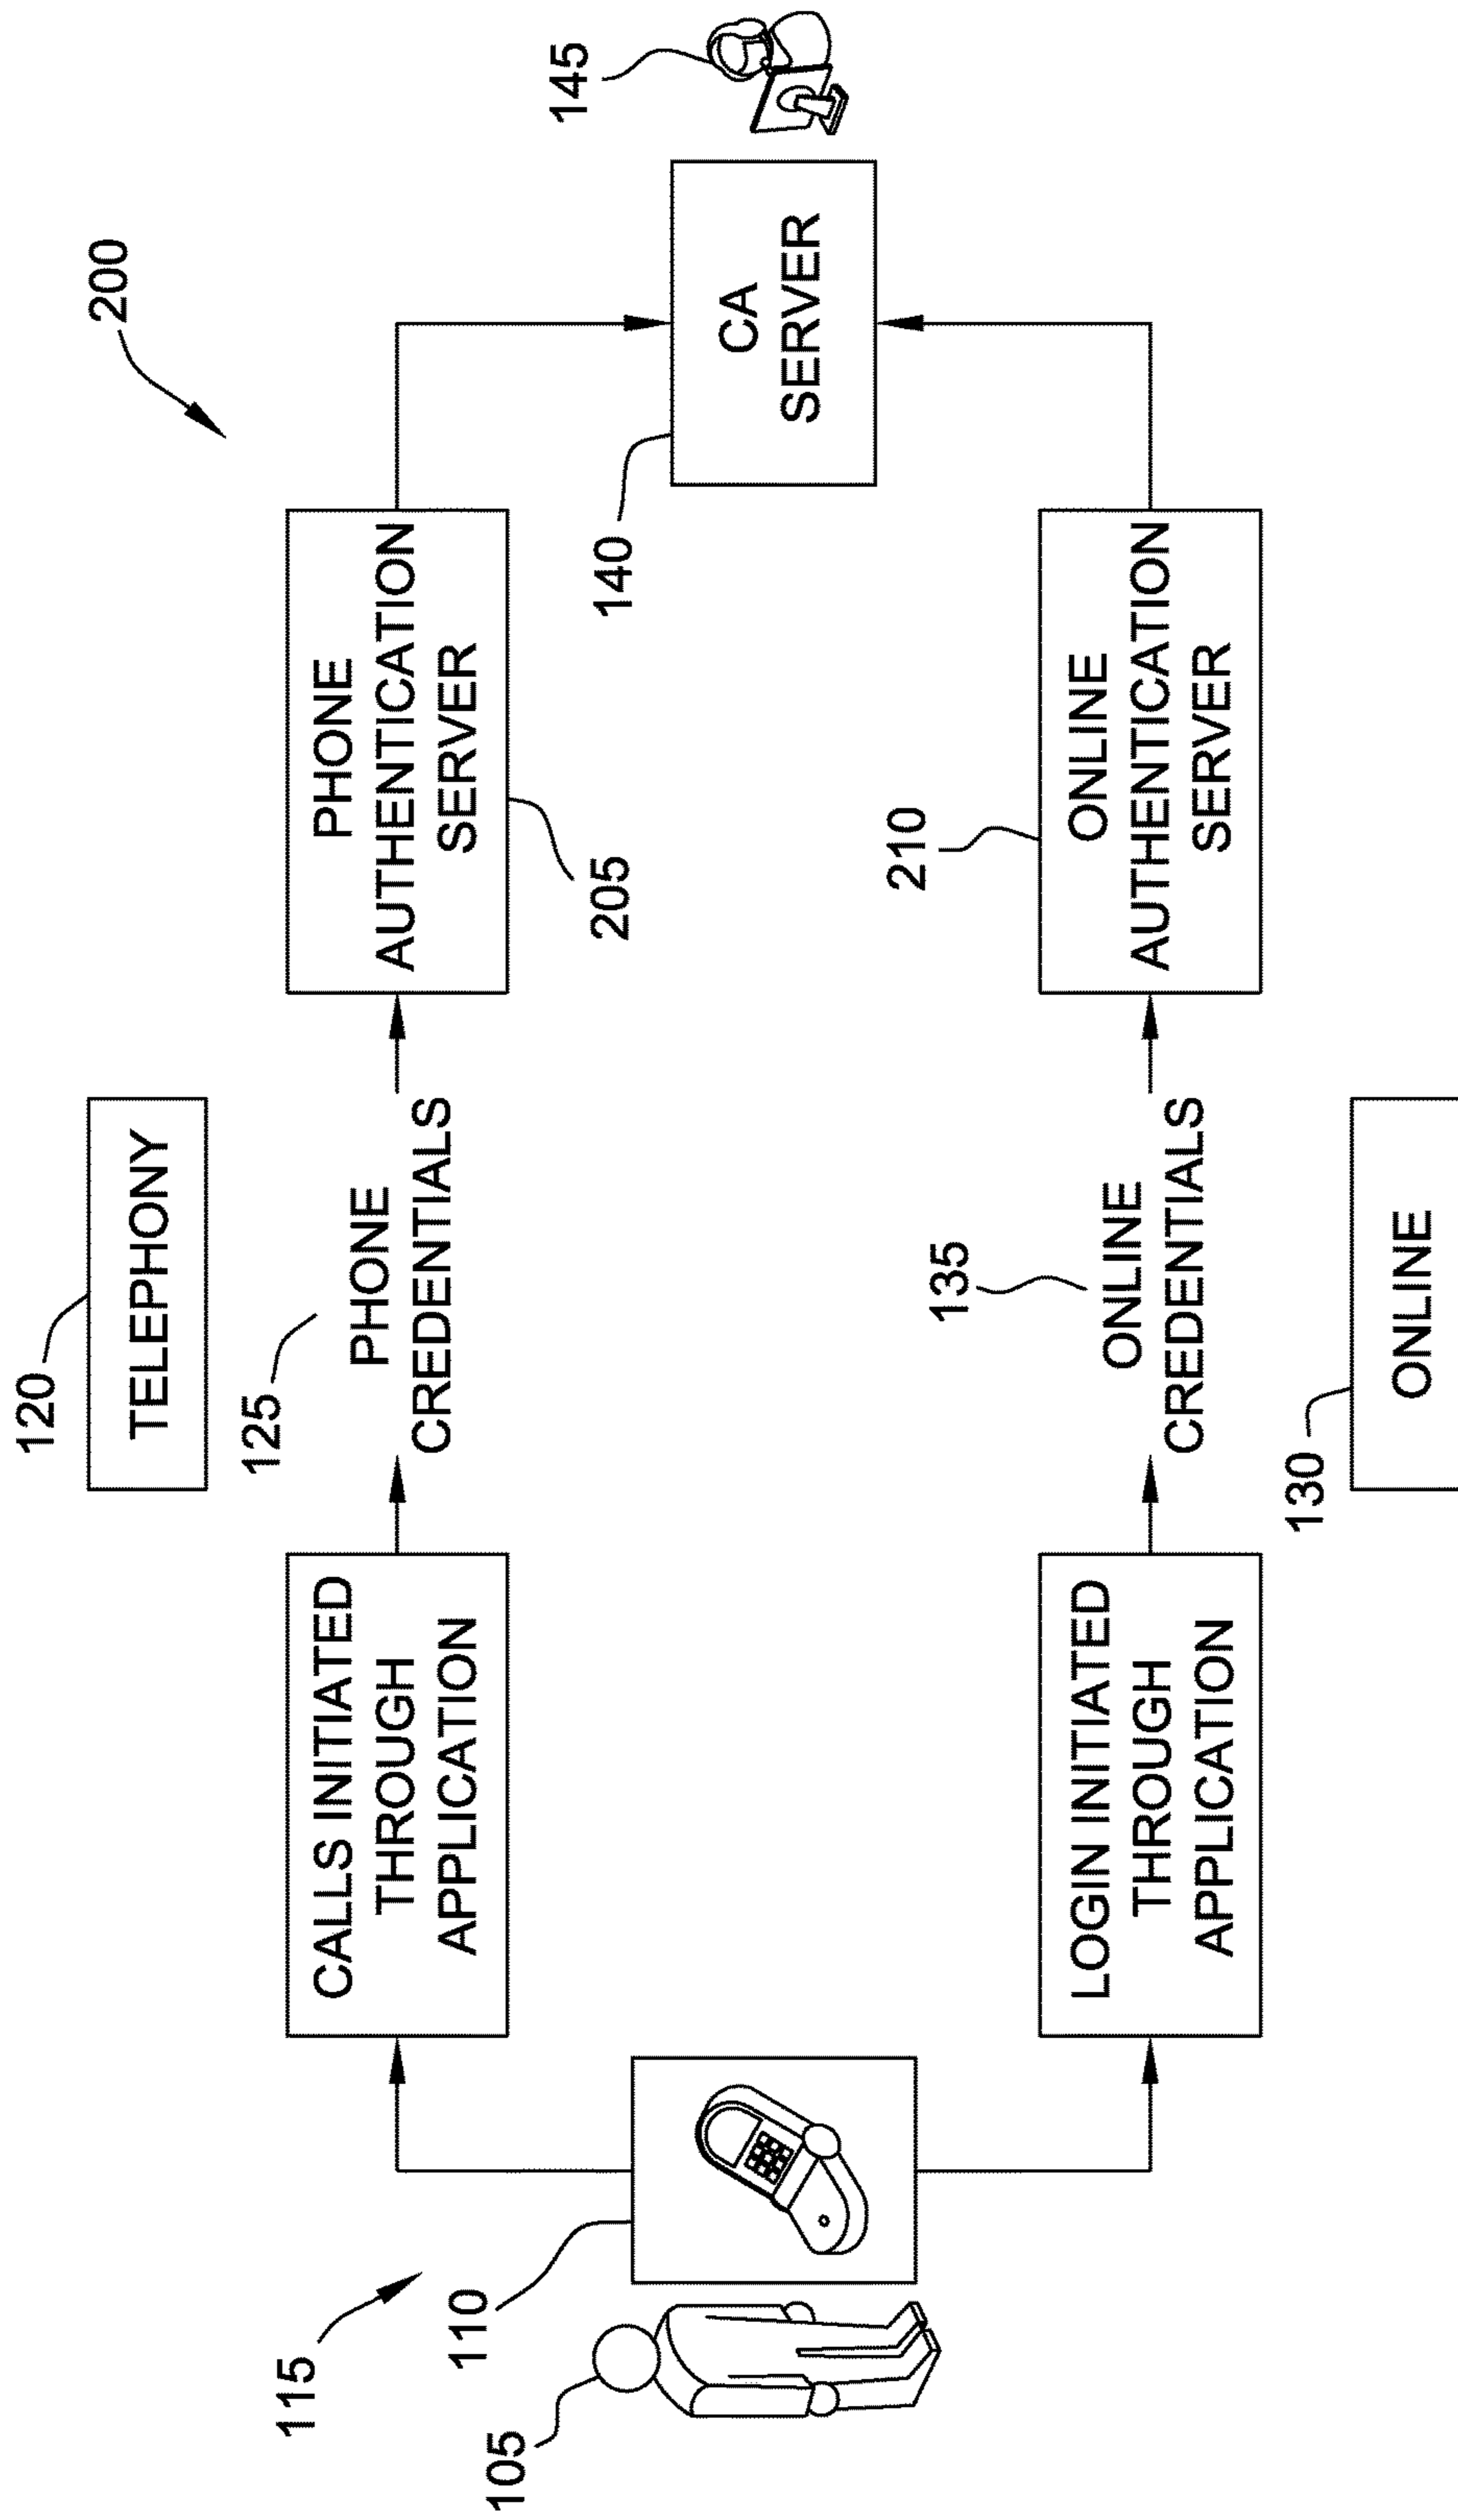 200
120
TELEPHONY
115
CALLS INITIATED
THROUGH
APPLICATION
125
PHONE
CREDENTIALS
PHONE
AUTHENTICATION
SERVER
205
105
110
140
CA
SERVER
145
LOGIN INITIATED
THROUGH
APPLICATION
135
ONLINE
CREDENTIALS
210
ONLINE
AUTHENTICATION
SERVER
130
ONLINE